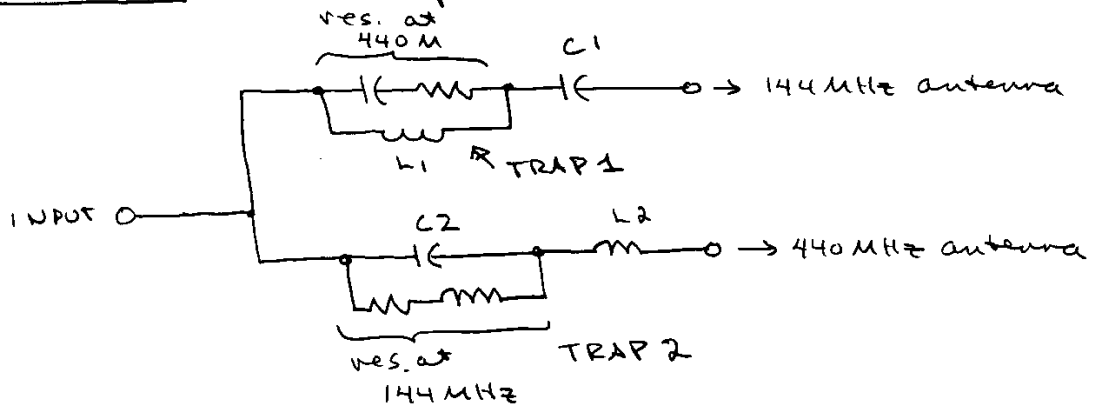 res. at
440 M
C1
→ 144 MHz antenna
L1
TRAP 1
INPUT
C2
L2
→ 440 MHz antenna
res. at
144 MHz
TRAP 2